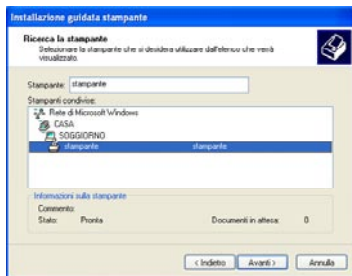 Installazione guidata stampante
Ricerca la stampante
Selezionare la stampante che si desidera utilizzare dall'elenco che verrà
visualizzato.
Stampante: stampante
Stampanti condivise:
Rete di Microsoft Windows
CASA
SOGGIORNO
stampante stampante
Informazioni sulla stampante
Commento:
Stato: Pronta Documenti in attesa: 0
< Indietro Avanti > Annulla